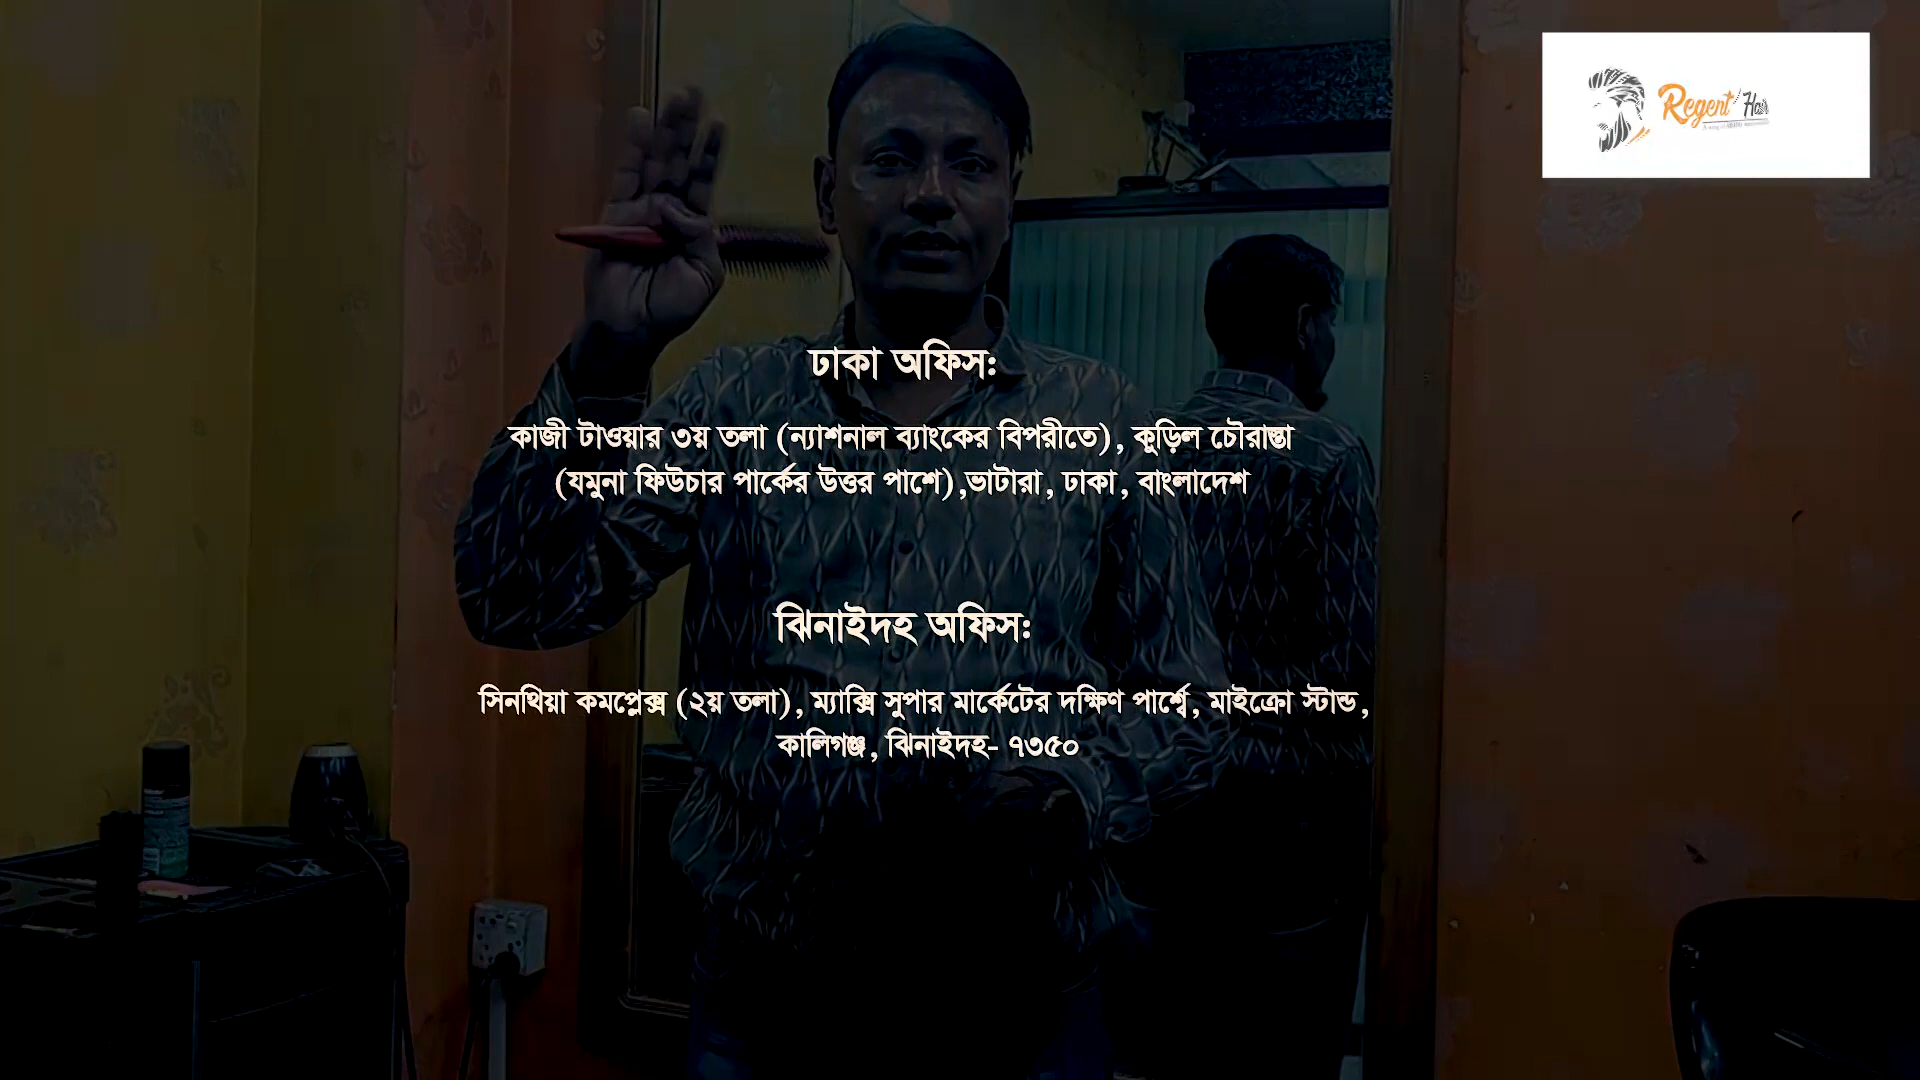 Regent Hair
ঢাকা অফিস:
কাজী টাওয়ার ৩য় তলা (ন্যাশনাল ব্যাংকের বিপরীতে), কুড়িল চৌরাস্তা
(যমুনা ফিউচার পার্কের উত্তর পাশে),ভাটারা, ঢাকা, বাংলাদেশ
ঝিনাইদহ অফিস:
সিনথিয়া কমপ্লেক্স (২য় তলা), ম্যাক্সি সুপার মার্কেটের দক্ষিণ পার্শ্বে, মাইক্রো স্টান্ড,
কালিগঞ্জ, ঝিনাইদহ- ৭৩৫০